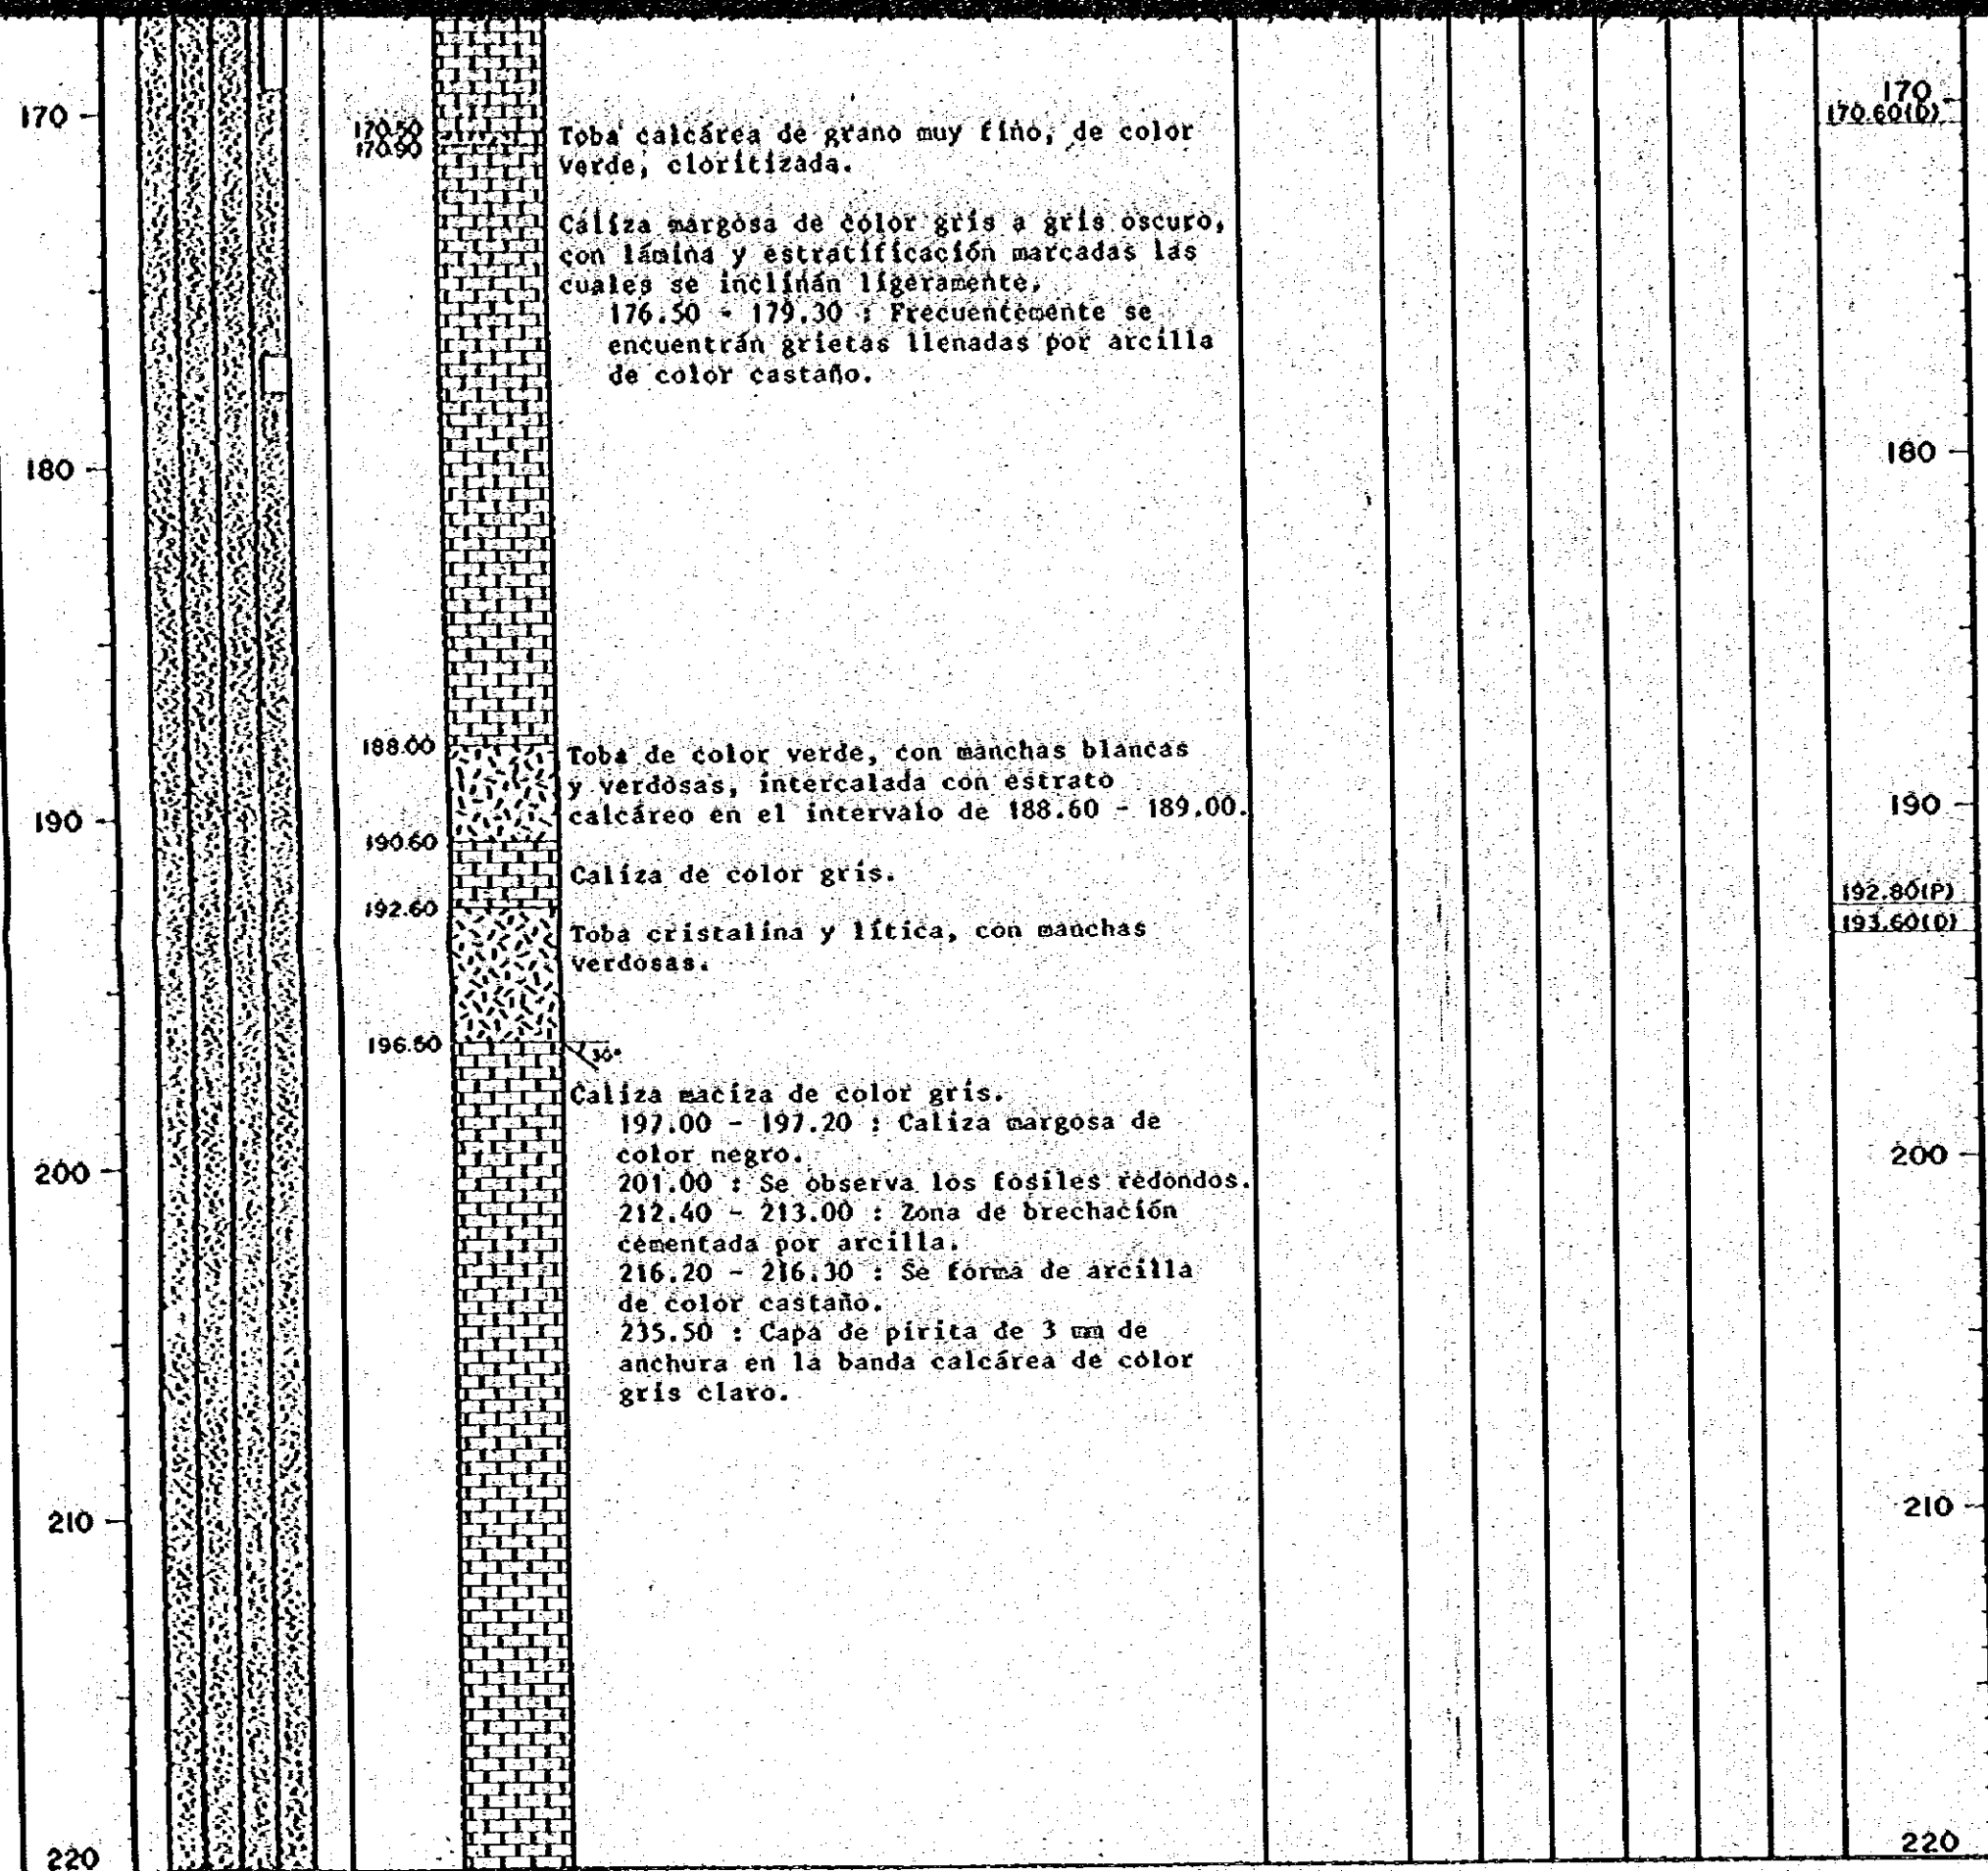 170
170
170.60(D)
170.50
170.90
Toba calcárea de grano muy fino, de color
verde, cloritizada.
Caliza margosa de color gris a gris oscuro,
con lámina y estratificación marcadas las
cuales se inclinán ligeramente.
176.50 - 179.30 : Frecuentemente se
encuentrán grietas llenadas por arcilla
de color castaño.
180
180
188.00
Toba de color verde, con manchas blancas
y verdosas, intercalada con estrato
calcáreo en el intervalo de 188.60 - 189.00.
190
190
190.60
Caliza de color gris.
192.60
192.80(P)
193.60(D)
Toba cristalina y lítica, con manchas
verdosas.
196.60
30°
Caliza maciza de color gris.
197.00 - 197.20 : Caliza margosa de
color negro.
200
200
201.00 : Se observa los fósiles redondos.
212.40 - 213.00 : Zona de brechación
cementada por arcilla.
216.20 - 216.30 : Se forma de arcilla
de color castaño.
235.50 : Capa de pirita de 3 mm de
anchura en la banda calcárea de color
gris claro.
210
210
220
220